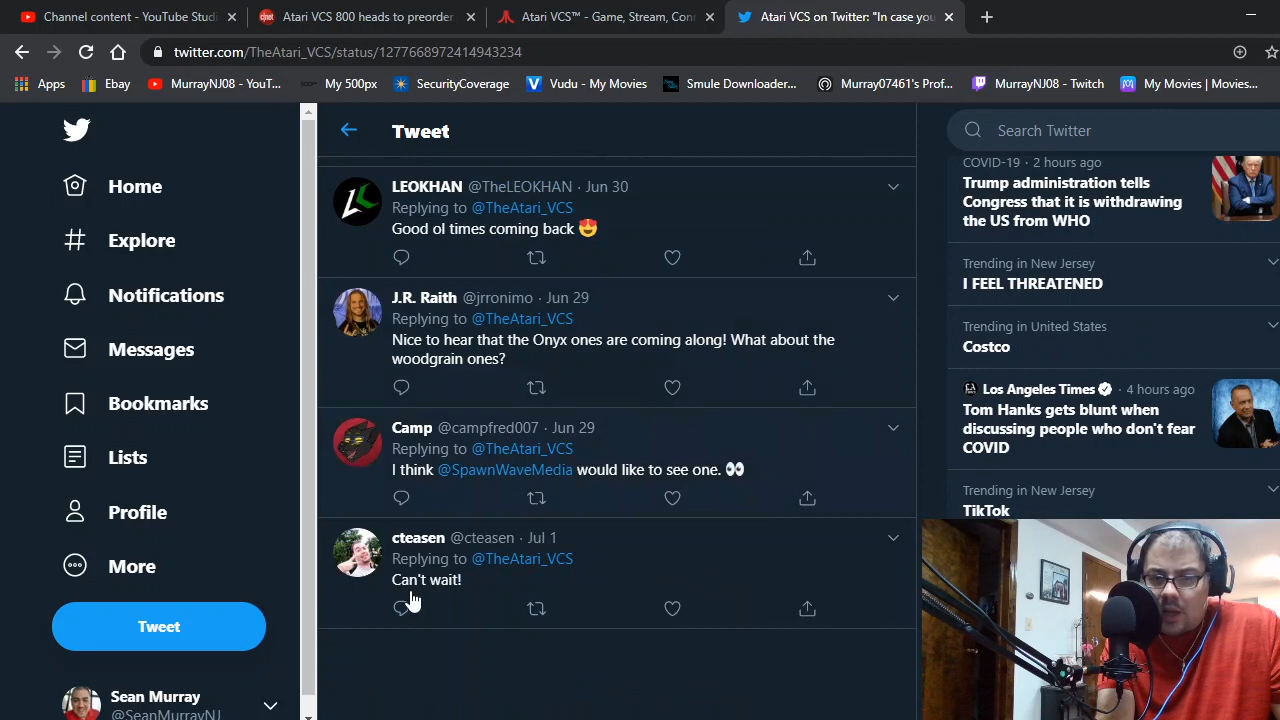 Channel content - YouTube Studi
Atari VCS 800 heads to preorder
Atari VCS™ - Game, Stream, Conn
Atari VCS on Twitter: "In case you
twitter.com/TheAtari_VCS/status/1277668972414943234
Apps
Ebay
MurrayNJ08 - YouT...
My 500px
SecurityCoverage
Vudu - My Movies
Smule Downloader...
Murray07461's Prof...
MurrayNJ08 - Twitch
My Movies | Movies...
Home
Explore
Notifications
Messages
Bookmarks
Lists
Profile
More
Tweet
Sean Murray
@SeanMurrayNJ
Tweet
LEOKHAN @TheLEOKHAN · Jun 30
Replying to @TheAtari_VCS
Good ol times coming back 😍
J.R. Raith @jrronimo · Jun 29
Replying to @TheAtari_VCS
Nice to hear that the Onyx ones are coming along! What about the
woodgrain ones?
Camp @campfred007 · Jun 29
Replying to @TheAtari_VCS
I think @SpawnWaveMedia would like to see one. 👀
cteasen @cteasen · Jul 1
Replying to @TheAtari_VCS
Can't wait!
Search Twitter
COVID-19 · 2 hours ago
Trump administration tells
Congress that it is withdrawing
the US from WHO
Trending in New Jersey
I FEEL THREATENED
Trending in United States
Costco
Los Angeles Times · 4 hours ago
Tom Hanks gets blunt when
discussing people who don't fear
COVID
Trending in New Jersey
TikTok